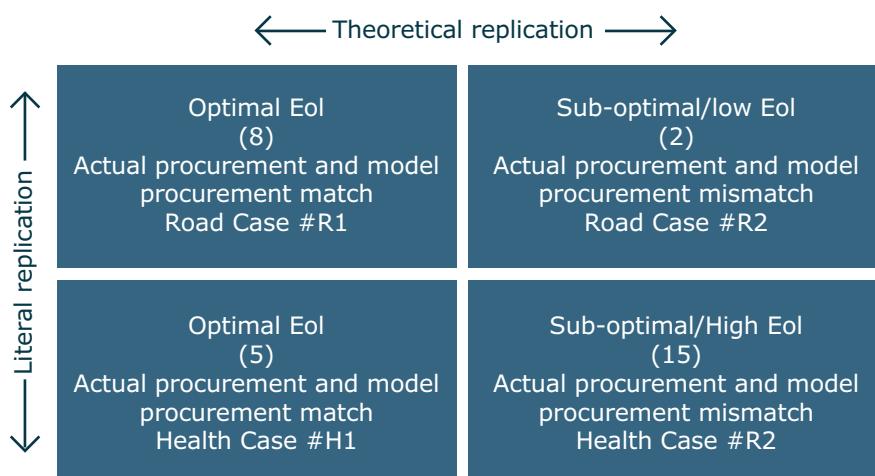 Theoretical replication
Literal replication
Optimal EoI
(8)
Actual procurement and model
procurement match
Road Case #R1
Sub-optimal/low EoI
(2)
Actual procurement and model
procurement mismatch
Road Case #R2
Optimal EoI
(5)
Actual procurement and model
procurement match
Health Case #H1
Sub-optimal/High EoI
(15)
Actual procurement and model
procurement mismatch
Health Case #R2